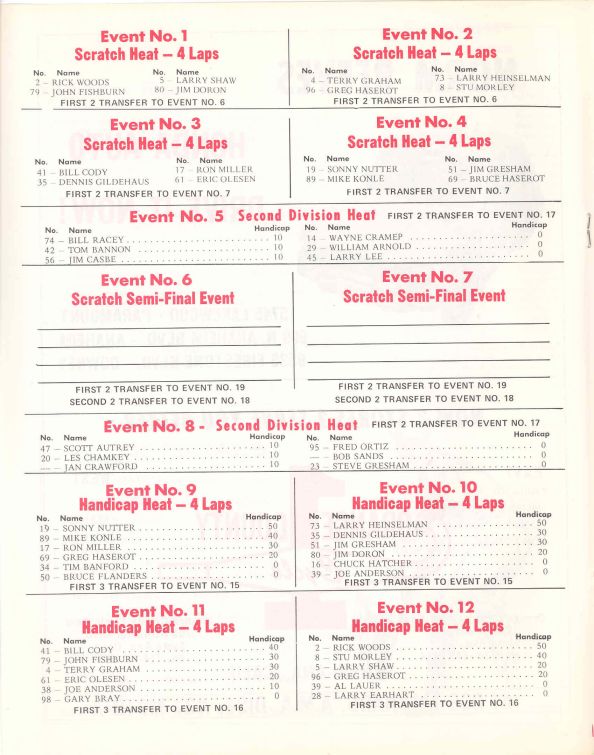 Event No. 1
Scratch Heat – 4 Laps
No. Name No. Name
2 – RICK WOODS 5 – LARRY SHAW
79 – JOHN FISHBURN 80 – JIM DORON
FIRST 2 TRANSFER TO EVENT NO. 6
Event No. 2
Scratch Heat – 4 Laps
No. Name No. Name
4 – TERRY GRAHAM 73 – LARRY HEINSELMAN
96 – GREG HASEROT 8 – STU MORLEY
FIRST 2 TRANSFER TO EVENT NO. 6
Event No. 3
Scratch Heat – 4 Laps
No. Name No. Name
41 – BILL CODY 17 – RON MILLER
35 – DENNIS GILDEHAUS 61 – ERIC OLESEN
FIRST 2 TRANSFER TO EVENT NO. 7
Event No. 4
Scratch Heat – 4 Laps
No. Name No. Name
19 – SONNY NUTTER 51 – JIM GRESHAM
89 – MIKE KONLE 69 – BRUCE HASEROT
FIRST 2 TRANSFER TO EVENT NO. 7
Event No. 5 Second Division Heat FIRST 2 TRANSFER TO EVENT NO. 17
No. Name Handicap No. Name Handicap
74 – BILL RACEY . . . . . . 10 14 – WAYNE CRAMEP . . . . . . 0
42 – TOM BANNON . . . . . . 10 29 – WILLIAM ARNOLD . . . . . . 0
56 – JIM CASBE . . . . . . 10 45 – LARRY LEE . . . . . . 0
Event No. 6
Scratch Semi-Final Event
FIRST 2 TRANSFER TO EVENT NO. 19
SECOND 2 TRANSFER TO EVENT NO. 18
Event No. 7
Scratch Semi-Final Event
FIRST 2 TRANSFER TO EVENT NO. 19
SECOND 2 TRANSFER TO EVENT NO. 18
Event No. 8 - Second Division Heat FIRST 2 TRANSFER TO EVENT NO. 17
No. Name Handicap No. Name Handicap
47 – SCOTT AUTREY . . . . . . 10 95 – FRED ORTIZ . . . . . . 0
20 – LES CHAMKEY . . . . . . 10 — BOB SANDS . . . . . . 0
— – JAN CRAWFORD . . . . . . 10 23 – STEVE GRESHAM . . . . . . 0
Event No. 9
Handicap Heat – 4 Laps
No. Name Handicap
19 – SONNY NUTTER . . . . . . 50
89 – MIKE KONLE . . . . . . 40
17 – RON MILLER . . . . . . 30
69 – GREG HASEROT . . . . . . 20
34 – TIM BANFORD . . . . . . 0
50 – BRUCE FLANDERS . . . . . . 0
FIRST 3 TRANSFER TO EVENT NO. 15
Event No. 10
Handicap Heat – 4 Laps
No. Name Handicap
73 – LARRY HEINSELMAN . . . . . . 50
35 – DENNIS GILDEHAUS . . . . . . 30
51 – JIM GRESHAM . . . . . . 30
80 – JIM DORON . . . . . . 20
16 – CHUCK HATCHER . . . . . . 0
39 – JOE ANDERSON . . . . . . 0
FIRST 3 TRANSFER TO EVENT NO. 15
Event No. 11
Handicap Heat – 4 Laps
No. Name Handicap
41 – BILL CODY . . . . . . 40
79 – JOHN FISHBURN . . . . . . 30
4 – TERRY GRAHAM . . . . . . 30
61 – ERIC OLESEN . . . . . . 20
38 – JOE ANDERSON . . . . . . 10
98 – GARY BRAY . . . . . . 0
FIRST 3 TRANSFER TO EVENT NO. 16
Event No. 12
Handicap Heat – 4 Laps
No. Name Handicap
2 – RICK WOODS . . . . . . 50
8 – STU MORLEY . . . . . . 40
5 – LARRY SHAW . . . . . . 20
96 – GREG HASEROT . . . . . . 20
39 – AL LAUER . . . . . . 0
28 – LARRY EARHART . . . . . . 0
FIRST 3 TRANSFER TO EVENT NO. 16